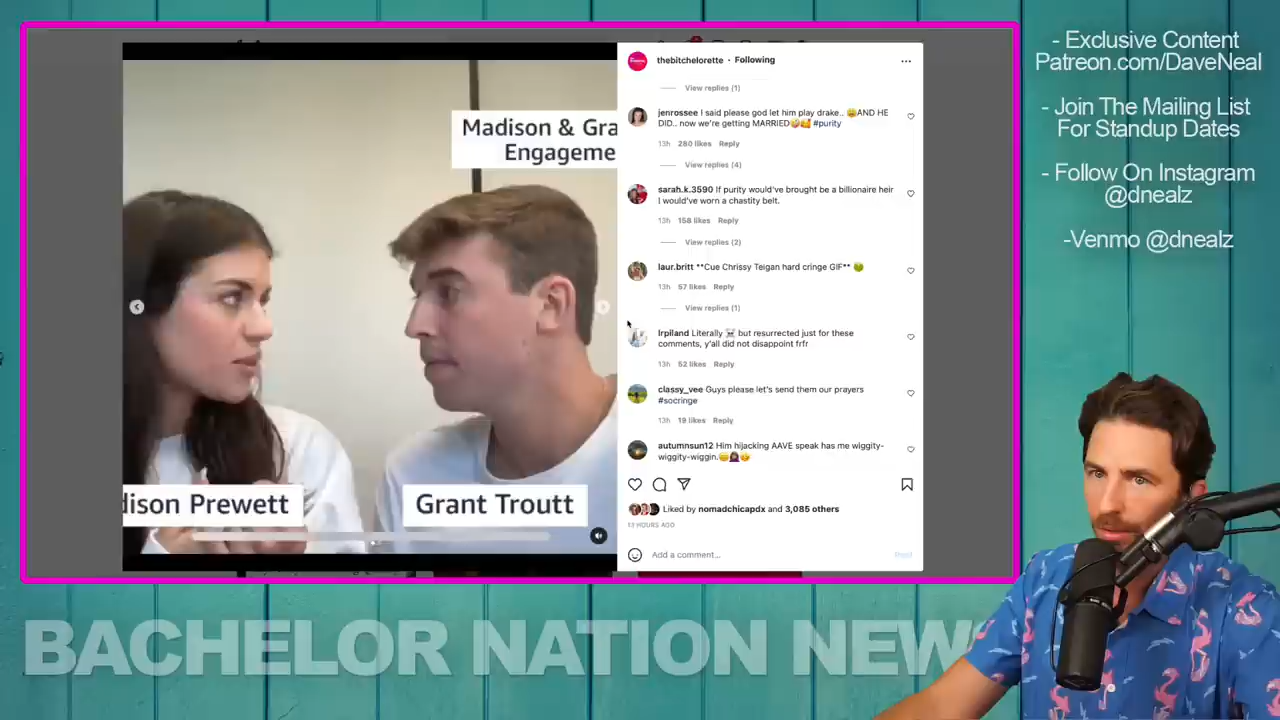 Madison & Gra
Engageme
dison Prewett
Grant Troutt
thebitchelorette · Following
View replies (1)
jenrossee I said please god let him play drake.. 😄AND HE
DID.. now we're getting MARRIED🤪🥰 #purity
13h 280 likes Reply
View replies (4)
sarah.k.3590 If purity would've brought be a billionaire heir
I would've worn a chastity belt.
13h 158 likes Reply
View replies (2)
laur.britt **Cue Chrissy Teigan hard cringe GIF** 🤢
13h 57 likes Reply
View replies (1)
lrpiland Literally ☠️ but resurrected just for these
comments, y'all did not disappoint frfr
13h 52 likes Reply
classy_vee Guys please let's send them our prayers
#socringe
13h 19 likes Reply
autumnsun12 Him hijacking AAVE speak has me wiggity-
wiggity-wiggin.
Liked by nomadchicapdx and 3,085 others
13 HOURS AGO
Add a comment...
Post
- Exclusive Content
Patreon.com/DaveNeal
- Join The Mailing List
For Standup Dates
- Follow On Instagram
@dnealz
-Venmo @dnealz
BACHELOR NATION NEWS